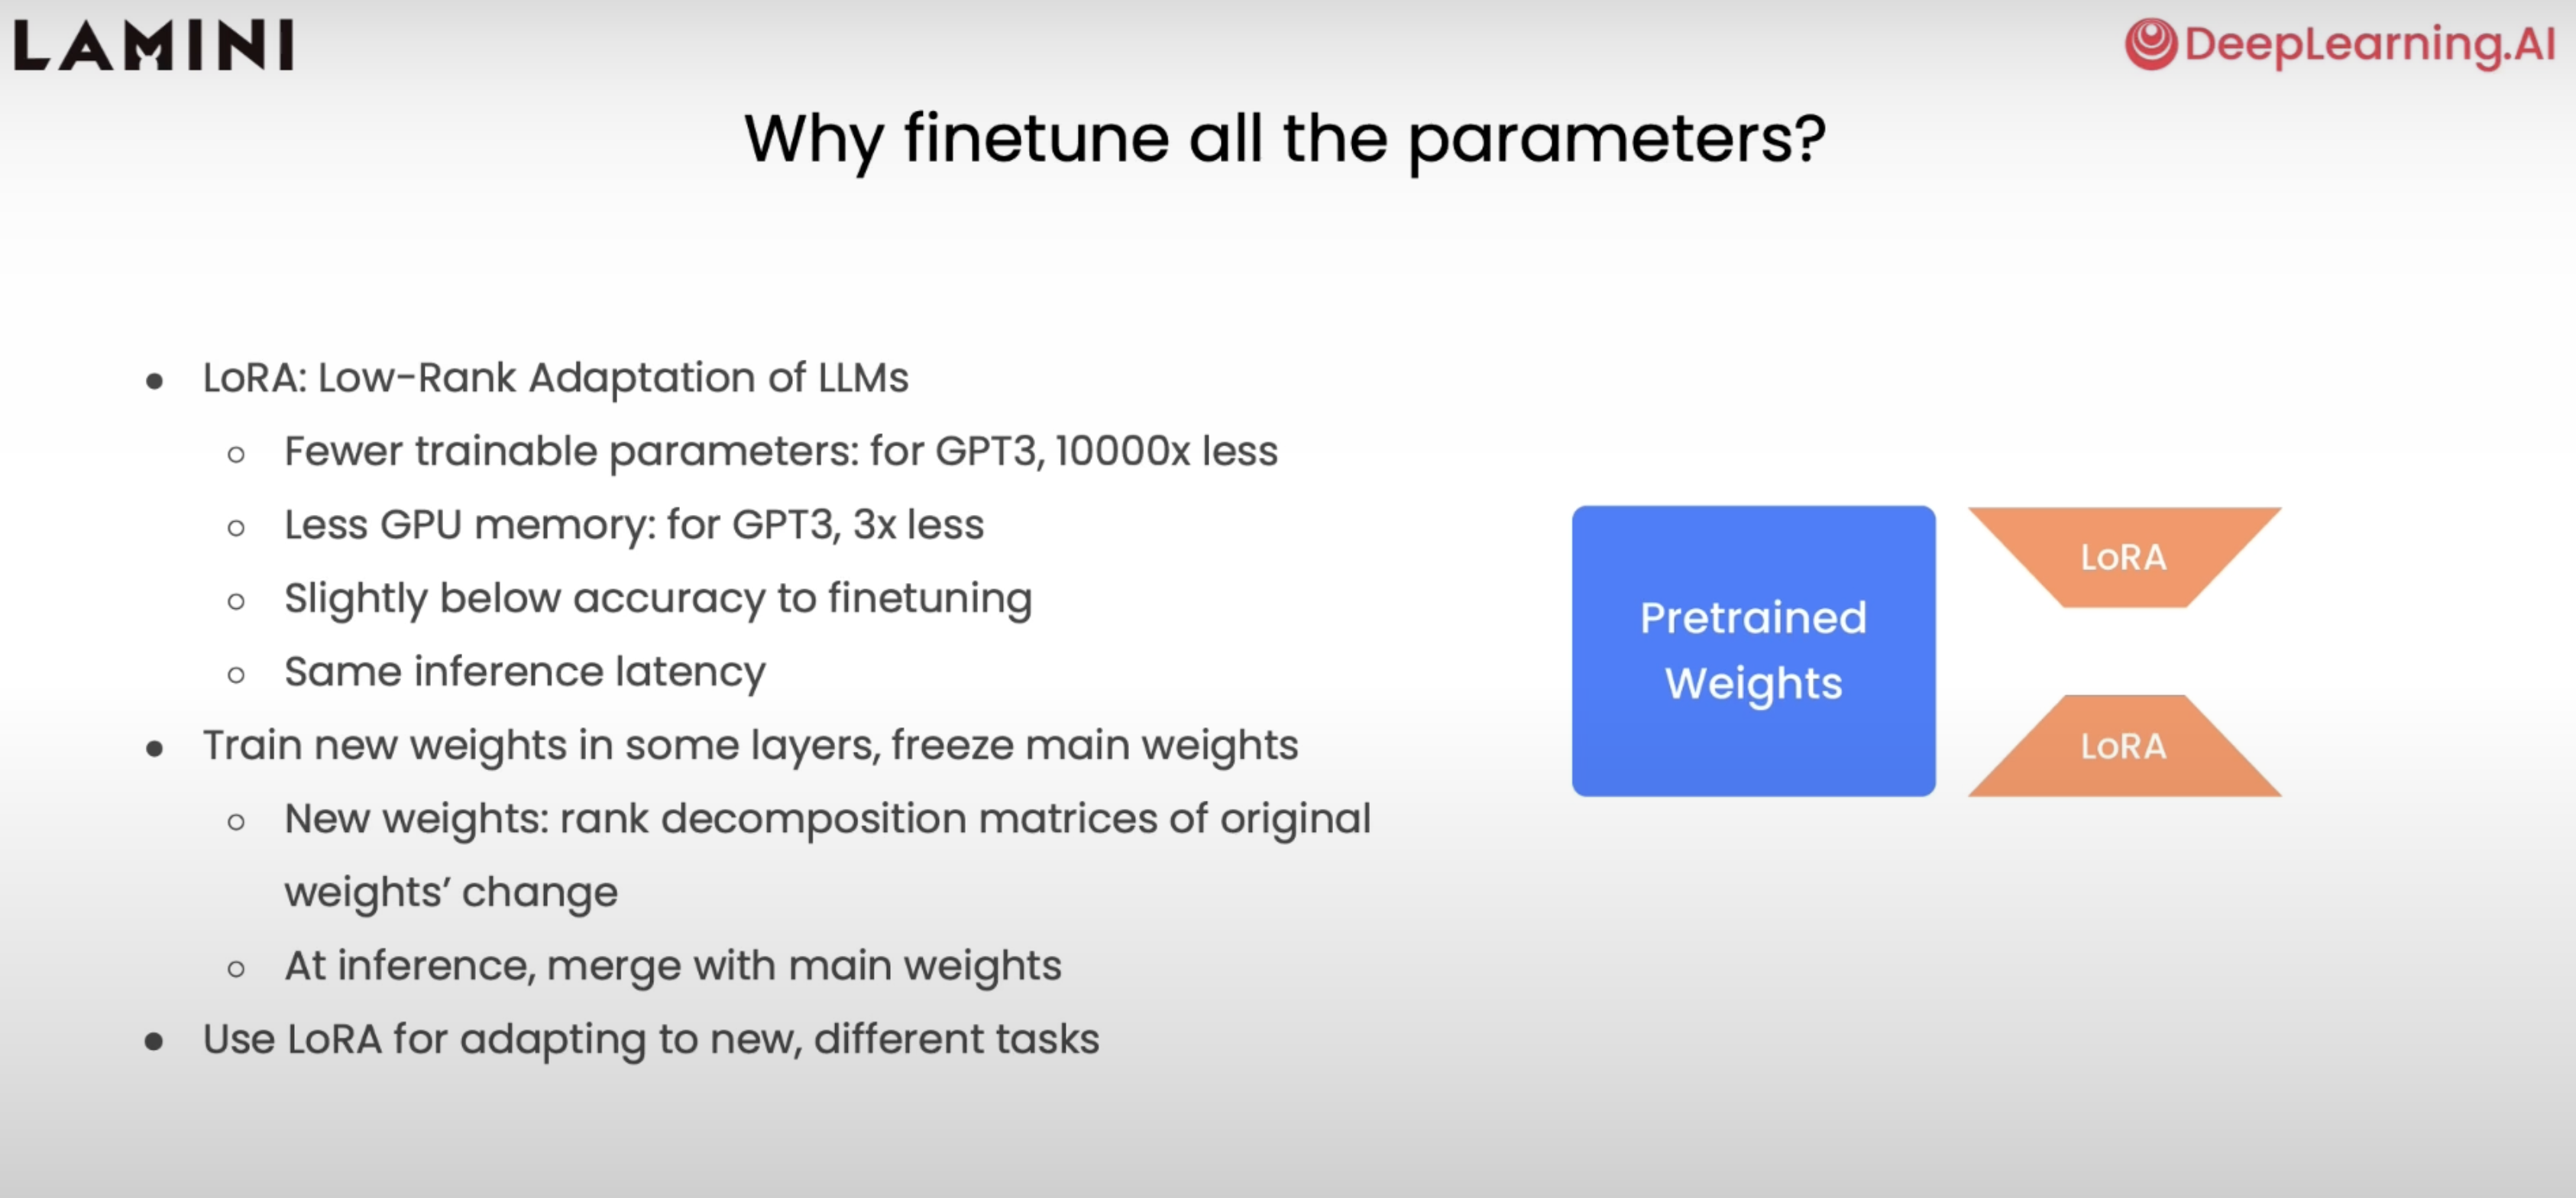 LAMINI
DeepLearning.AI
Why finetune all the parameters?
● LoRA: Low-Rank Adaptation of LLMs
○ Fewer trainable parameters: for GPT3, 10000x less
○ Less GPU memory: for GPT3, 3x less
○ Slightly below accuracy to finetuning
○ Same inference latency
● Train new weights in some layers, freeze main weights
○ New weights: rank decomposition matrices of original
weights’ change
○ At inference, merge with main weights
● Use LoRA for adapting to new, different tasks
Pretrained
Weights
LoRA
LoRA